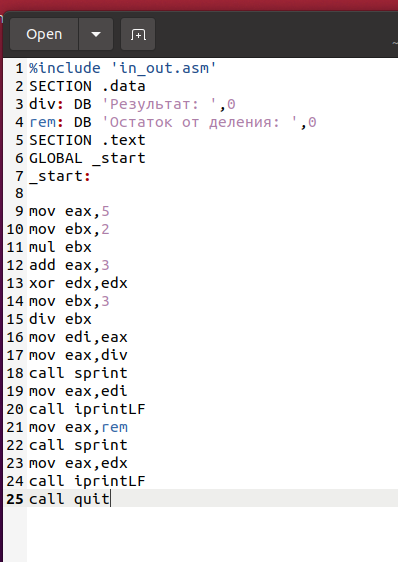 Open
1 %include 'in_out.asm'
2 SECTION .data
3 div: DB 'Результат: ',0
4 rem: DB 'Остаток от деления: ',0
5 SECTION .text
6 GLOBAL _start
7 _start:
8
9 mov eax,5
10 mov ebx,2
11 mul ebx
12 add eax,3
13 xor edx,edx
14 mov ebx,3
15 div ebx
16 mov edi,eax
17 mov eax,div
18 call sprint
19 mov eax,edi
20 call iprintLF
21 mov eax,rem
22 call sprint
23 mov eax,edx
24 call iprintLF
25 call quit